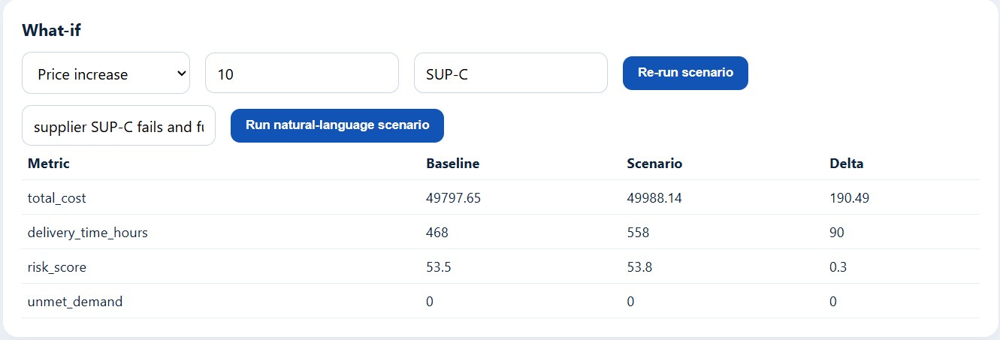 What-if
Price increase 10 SUP-C Re-run scenario
supplier SUP-C fails and Run natural-language scenario
Metric Baseline Scenario Delta
total_cost 49797.65 49988.14 190.49
delivery_time_hours 468 558 90
risk_score 53.5 53.8 0.3
unmet_demand 0 0 0